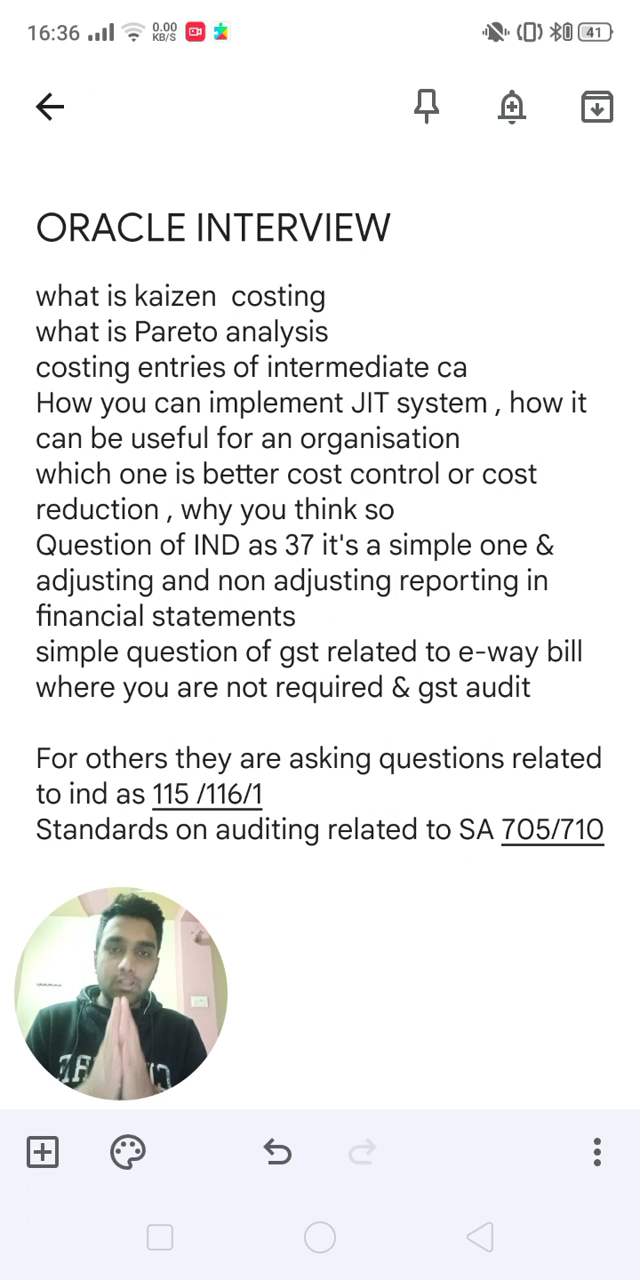 16:36
0.00
KB/S
41
ORACLE INTERVIEW
what is kaizen  costing
what is Pareto analysis
costing entries of intermediate ca
How you can implement JIT system , how it
can be useful for an organisation
which one is better cost control or cost
reduction , why you think so
Question of IND as 37 it's a simple one &
adjusting and non adjusting reporting in
financial statements
simple question of gst related to e-way bill
where you are not required & gst audit
For others they are asking questions related
to ind as 115 /116/1
Standards on auditing related to SA 705/710